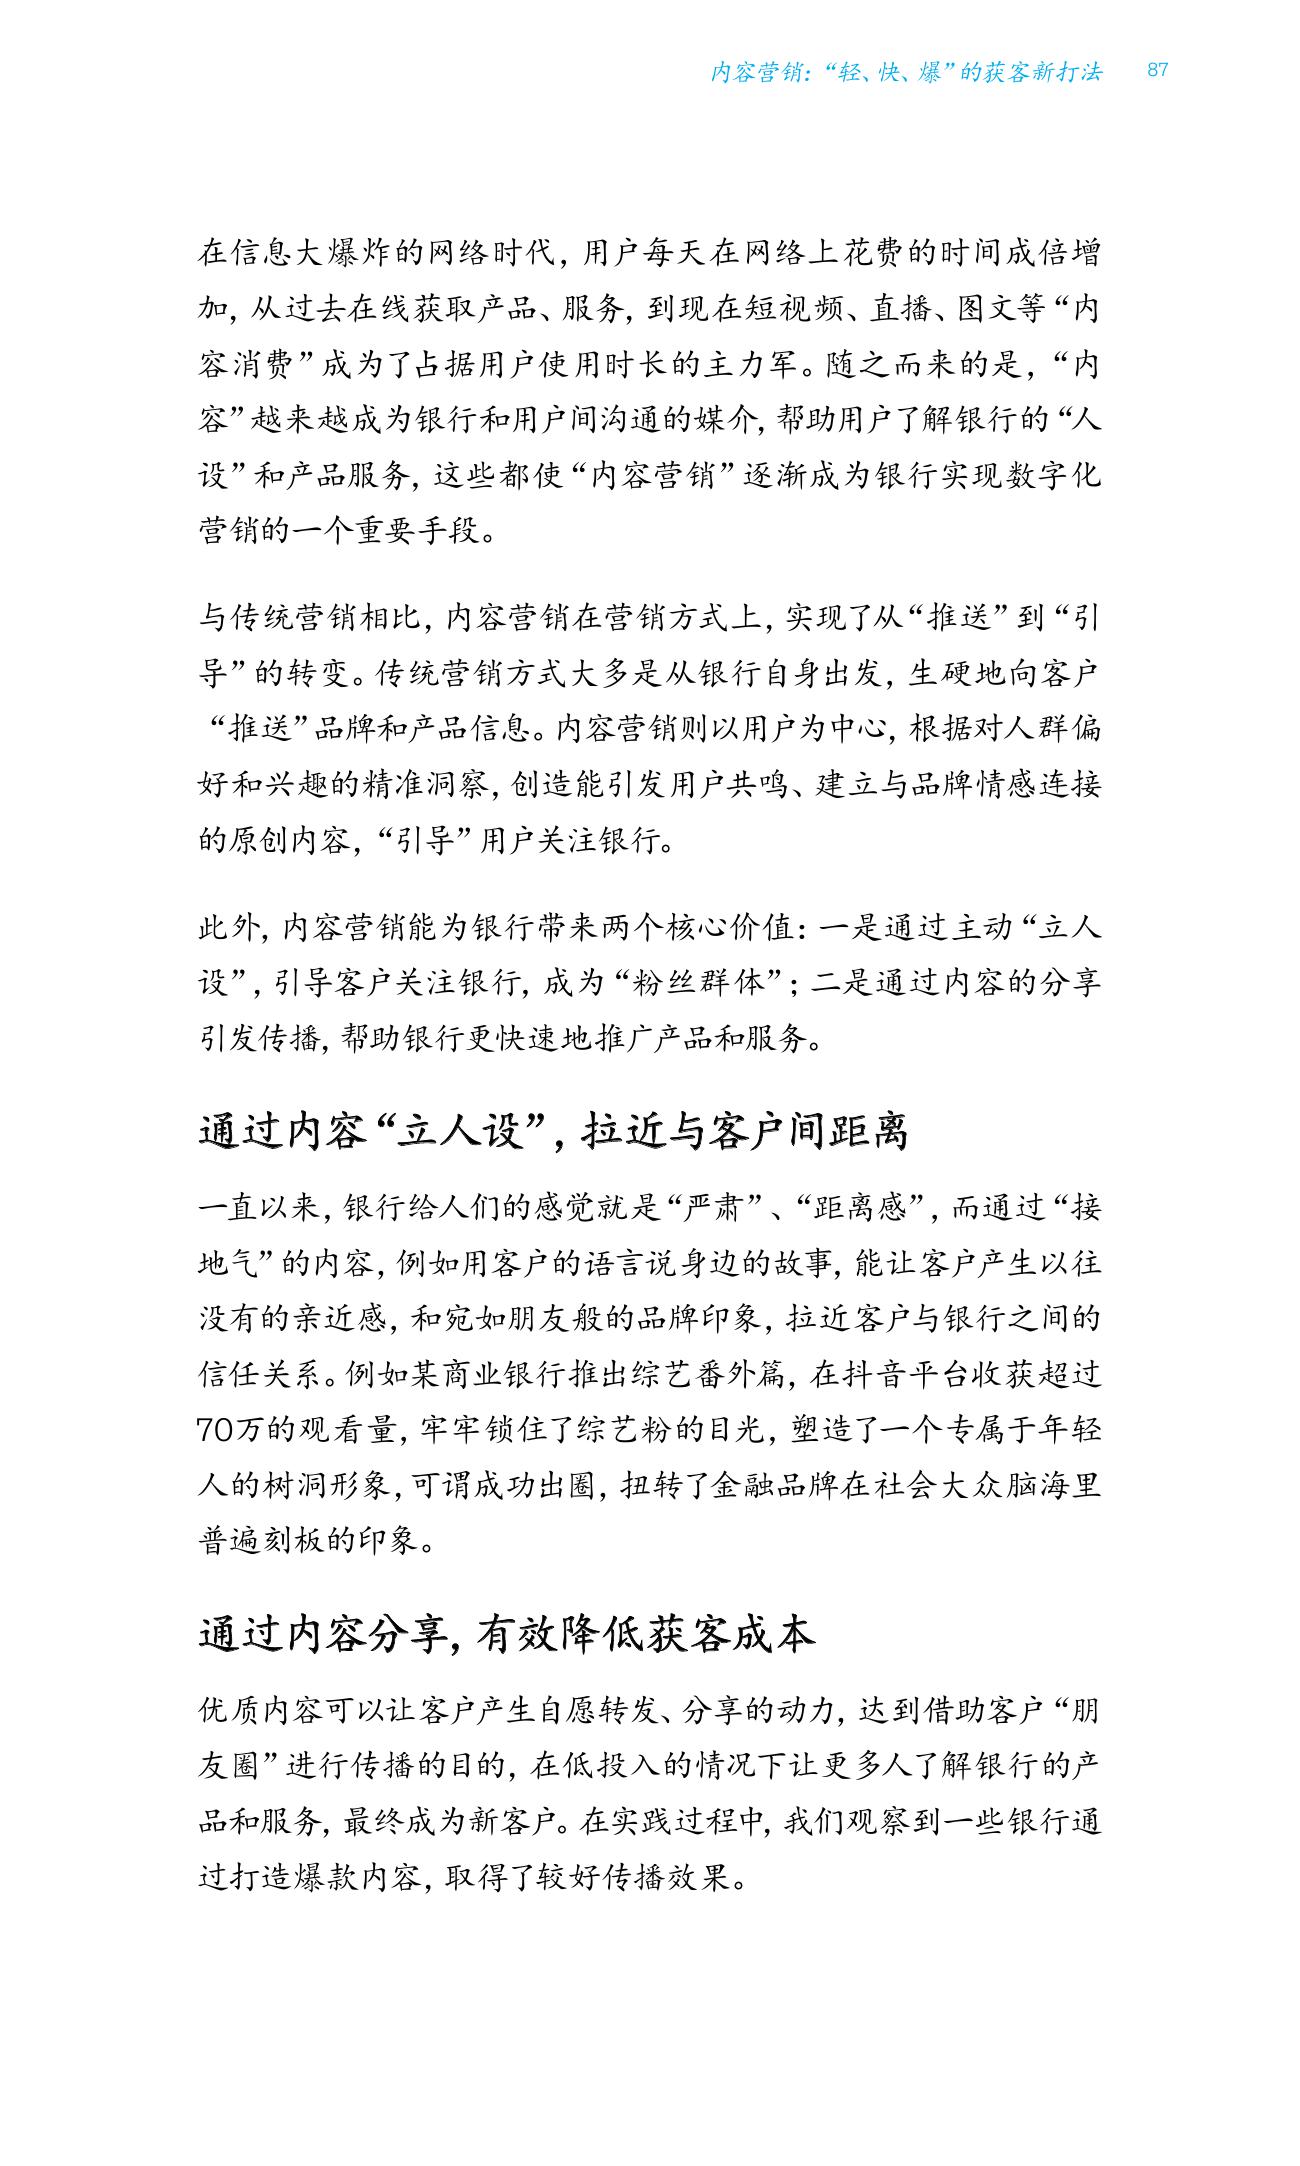 内容营销：“轻、快、爆”的获客新打法 87
在信息大爆炸的网络时代，用户每天在网络上花费的时间成倍增
加，从过去在线获取产品、服务，到现在短视频、直播、图文等“内
容消费”成为了占据用户使用时长的主力军。随之而来的是，“内
容”越来越成为银行和用户间沟通的媒介，帮助用户了解银行的“人
设”和产品服务，这些都使“内容营销”逐渐成为银行实现数字化
营销的一个重要手段。
与传统营销相比，内容营销在营销方式上，实现了从“推送”到“引
导”的转变。传统营销方式大多是从银行自身出发，生硬地向客户
“推送”品牌和产品信息。内容营销则以用户为中心，根据对人群偏
好和兴趣的精准洞察，创造能引发用户共鸣、建立与品牌情感连接
的原创内容，“引导”用户关注银行。
此外，内容营销能为银行带来两个核心价值：一是通过主动“立人
设”，引导客户关注银行，成为“粉丝群体”；二是通过内容的分享
引发传播，帮助银行更快速地推广产品和服务。
通过内容“立人设”，拉近与客户间距离
一直以来，银行给人们的感觉就是“严肃”、“距离感”，而通过“接
地气”的内容，例如用客户的语言说身边的故事，能让客户产生以往
没有的亲近感，和宛如朋友般的品牌印象，拉近客户与银行之间的
信任关系。例如某商业银行推出综艺番外篇，在抖音平台收获超过
70万的观看量，牢牢锁住了综艺粉的目光，塑造了一个专属于年轻
人的树洞形象，可谓成功出圈，扭转了金融品牌在社会大众脑海里
普遍刻板的印象。
通过内容分享，有效降低获客成本
优质内容可以让客户产生自愿转发、分享的动力，达到借助客户“朋
友圈”进行传播的目的，在低投入的情况下让更多人了解银行的产
品和服务，最终成为新客户。在实践过程中，我们观察到一些银行通
过打造爆款内容，取得了较好传播效果。